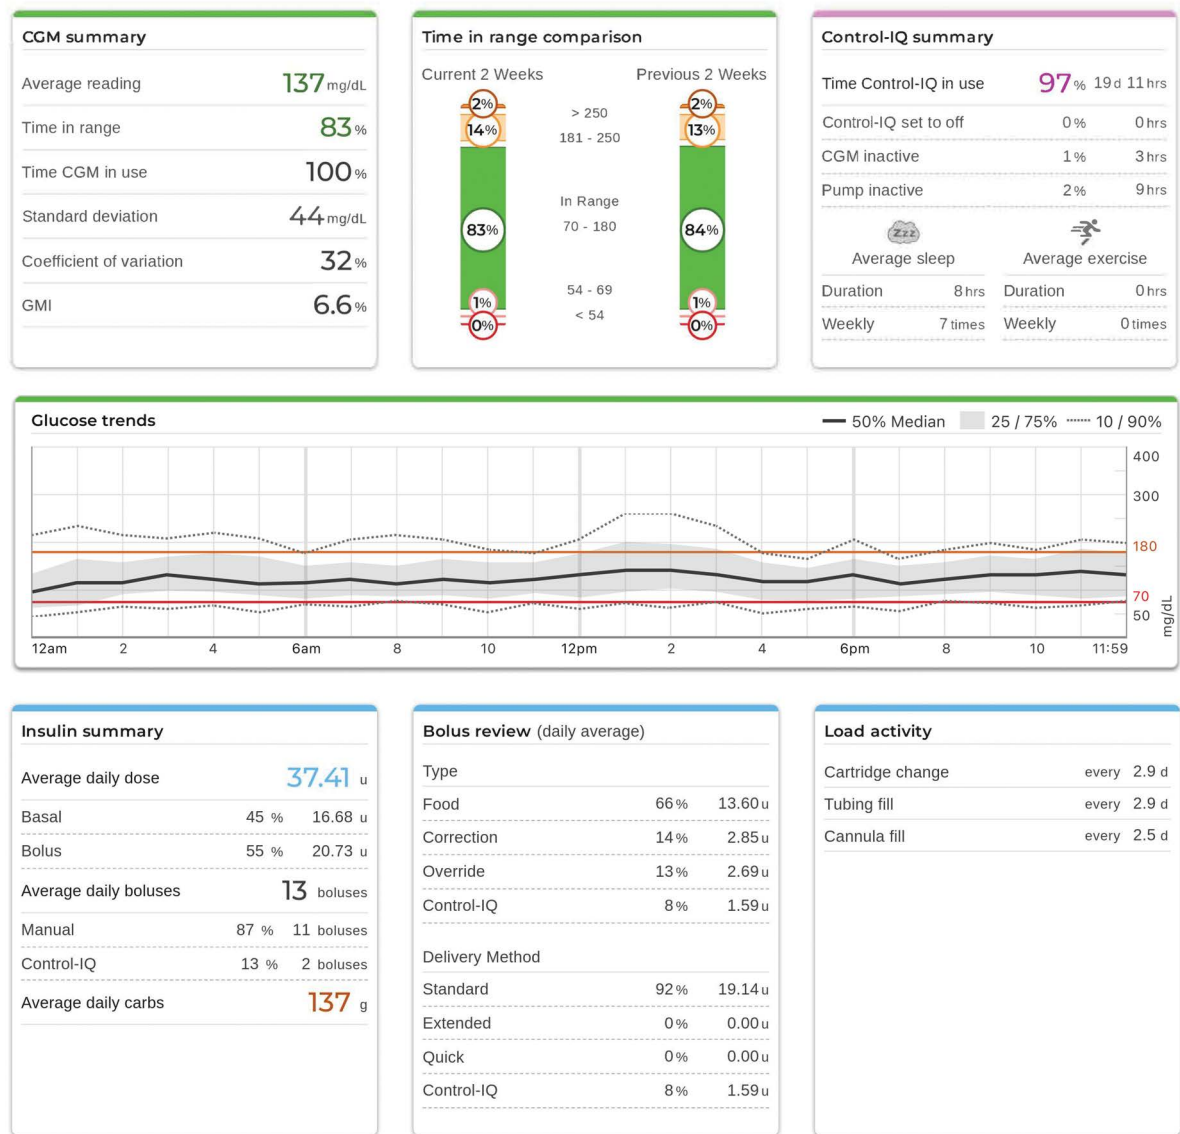 CGM summary
Average reading 137 mg/dL
Time in range 83 %
Time CGM in use 100 %
Standard deviation 44 mg/dL
Coefficient of variation 32 %
GMI 6.6 %
Time in range comparison
Current 2 Weeks Previous 2 Weeks
2% > 250 2%
14% 181 - 250 13%
In Range
83% 70 - 180 84%
1% 54 - 69 1%
0% < 54 0%
Control-IQ summary
Time Control-IQ in use 97 % 19 d 11 hrs
Control-IQ set to off 0 % 0 hrs
CGM inactive 1 % 3 hrs
Pump inactive 2 % 9 hrs
Zzz
Average sleep Average exercise
Duration 8 hrs Duration 0 hrs
Weekly 7 times Weekly 0 times
Glucose trends 50% Median 25 / 75% 10 / 90%
400
300
180
70
50
mg/dL
12am 2 4 6am 8 10 12pm 2 4 6pm 8 10 11:59
Insulin summary
Average daily dose 37.41 u
Basal 45 % 16.68 u
Bolus 55 % 20.73 u
Average daily boluses 13 boluses
Manual 87 % 11 boluses
Control-IQ 13 % 2 boluses
Average daily carbs 137 g
Bolus review (daily average)
Type
Food 66 % 13.60 u
Correction 14 % 2.85 u
Override 13 % 2.69 u
Control-IQ 8 % 1.59 u
Delivery Method
Standard 92 % 19.14 u
Extended 0 % 0.00 u
Quick 0 % 0.00 u
Control-IQ 8 % 1.59 u
Load activity
Cartridge change every 2.9 d
Tubing fill every 2.9 d
Cannula fill every 2.5 d